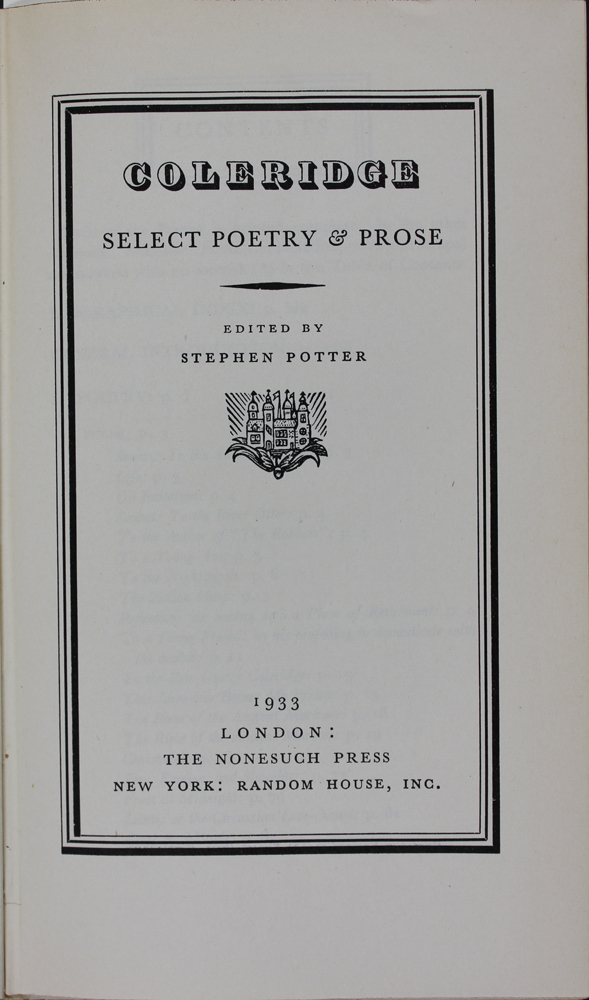 COLERIDGE
SELECT POETRY & PROSE
EDITED BY
STEPHEN POTTER
1933
LONDON:
THE NONESUCH PRESS
NEW YORK: RANDOM HOUSE, INC.